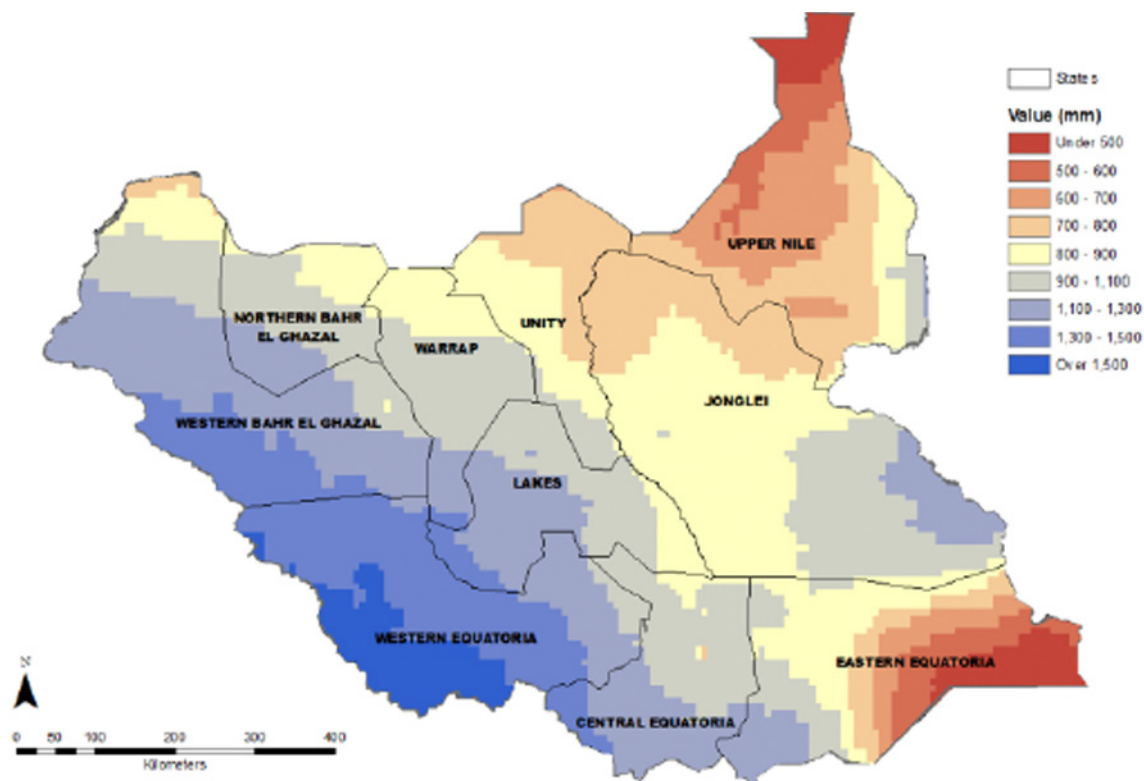 States
Value (mm)
Under 500
500 - 600
600 - 700
700 - 800
800 - 900
900 - 1,100
1,100 - 1,300
1,300 - 1,500
Over 1,500
UPPER NILE
NORTHERN BAHR
EL GHAZAL
WARRAP
UNITY
JONGLEI
WESTERN BAHR EL GHAZAL
LAKES
WESTERN EQUATORIA
EASTERN EQUATORIA
CENTRAL EQUATORIA
N
0 50 100 200 300 400
Kilometers